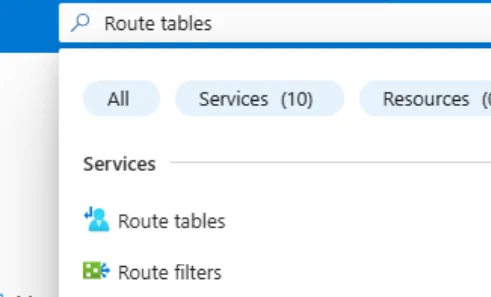 Route tables
All
Services (10)
Resources
Services
Route tables
Route filters